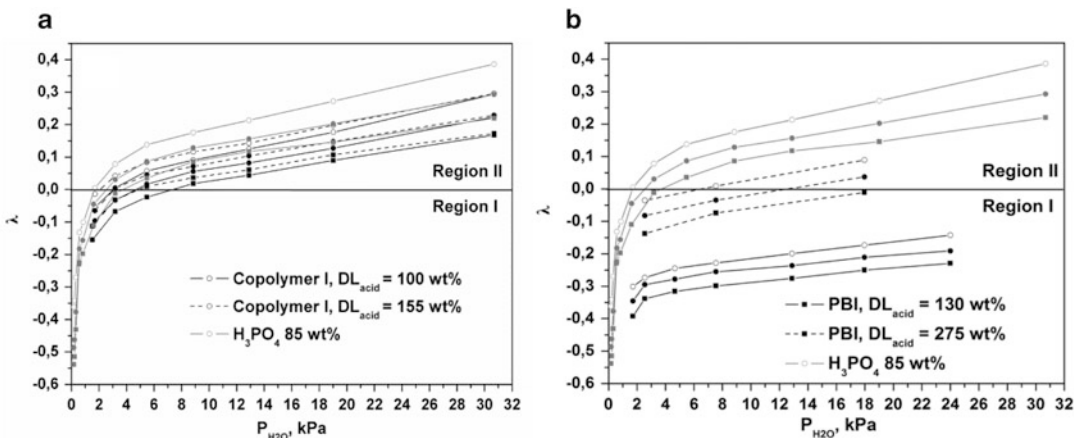 a
0,4
0,3
0,2
0,1
0,0
-0,1
-0,2
-0,3
-0,4
-0,5
-0,6
λ
Region II
Region I
Copolymer I, DLacid = 100 wt%
Copolymer I, DLacid = 155 wt%
H3PO4 85 wt%
0 2 4 6 8 10 12 14 16 18 20 22 24 26 28 30 32
PH2O, kPa
b
0,4
0,3
0,2
0,1
0,0
-0,1
-0,2
-0,3
-0,4
-0,5
-0,6
λ
Region II
Region I
PBI, DLacid = 130 wt%
PBI, DLacid = 275 wt%
H3PO4 85 wt%
0 2 4 6 8 10 12 14 16 18 20 22 24 26 28 30 32
PH2O, kPa